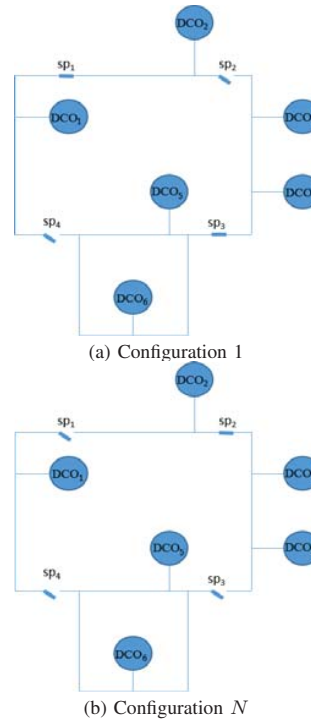 DCO₂
sp₁
sp₂
DCO₁
DCO
DCO₅
DCO
sp₄
sp₃
DCO₆
(a) Configuration 1
DCO₂
sp₁
sp₂
DCO₁
DCO
DCO₅
DCO
sp₄
sp₃
DCO₆
(b) Configuration N